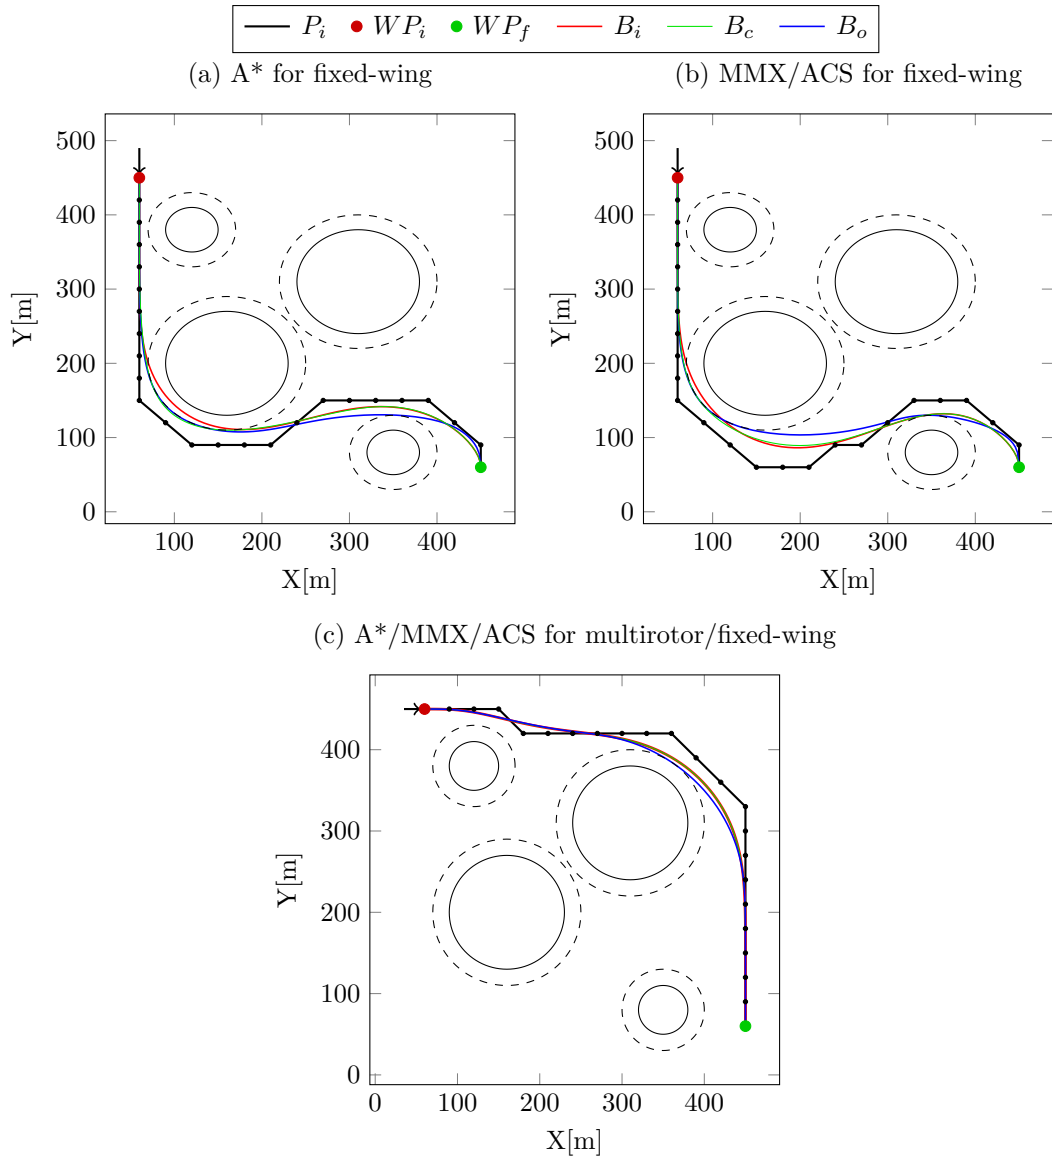 P_i WP_i WP_f B_i B_c B_o
(a) A* for fixed-wing
(b) MMX/ACS for fixed-wing
500
400
300
200
100
0
Y[m]
100 200 300 400
X[m]
500
400
300
200
100
0
Y[m]
100 200 300 400
X[m]
(c) A*/MMX/ACS for multirotor/fixed-wing
400
300
200
100
0
Y[m]
0 100 200 300 400
X[m]